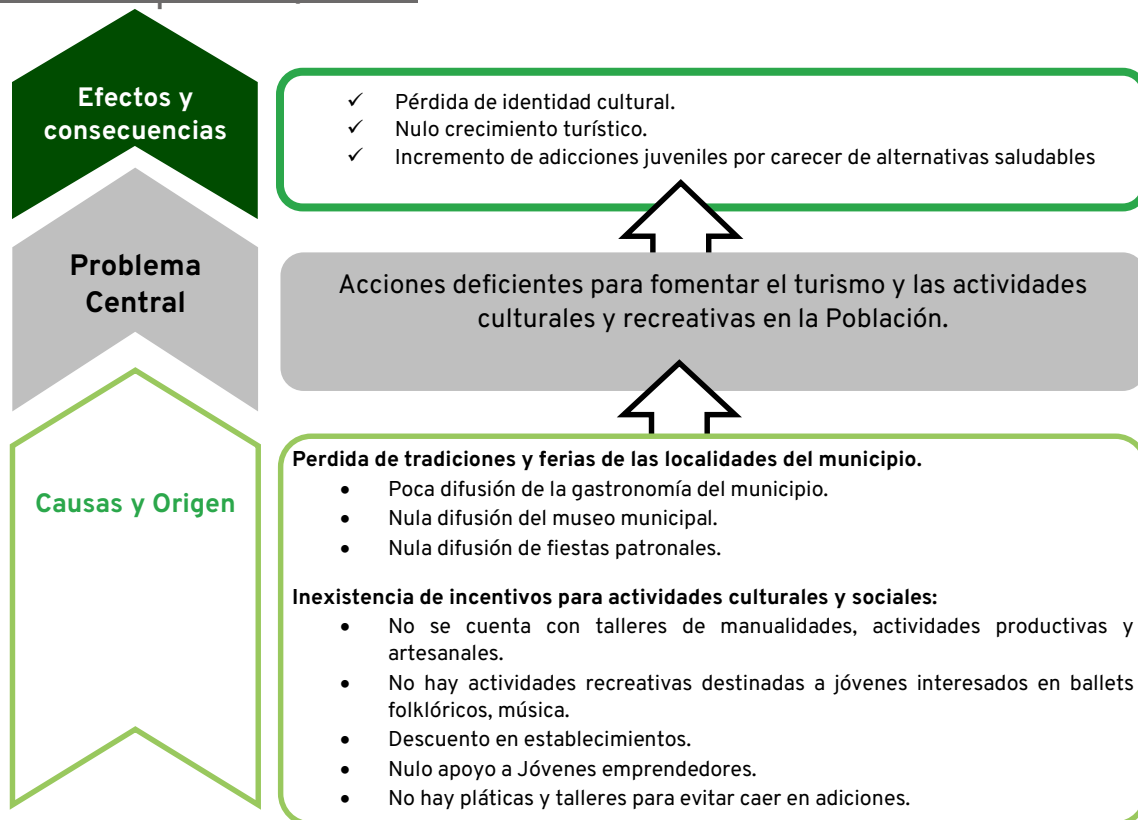 Efectos y
consecuencias
✓ Pérdida de identidad cultural.
✓ Nulo crecimiento turístico.
✓ Incremento de adicciones juveniles por carecer de alternativas saludables
Problema
Central
Acciones deficientes para fomentar el turismo y las actividades
culturales y recreativas en la Población.
Causas y Origen
Perdida de tradiciones y ferias de las localidades del municipio.
• Poca difusión de la gastronomía del municipio.
• Nula difusión del museo municipal.
• Nula difusión de fiestas patronales.
Inexistencia de incentivos para actividades culturales y sociales:
• No se cuenta con talleres de manualidades, actividades productivas y
artesanales.
• No hay actividades recreativas destinadas a jóvenes interesados en ballets
folklóricos, música.
• Descuento en establecimientos.
• Nulo apoyo a Jóvenes emprendedores.
• No hay pláticas y talleres para evitar caer en adiciones.